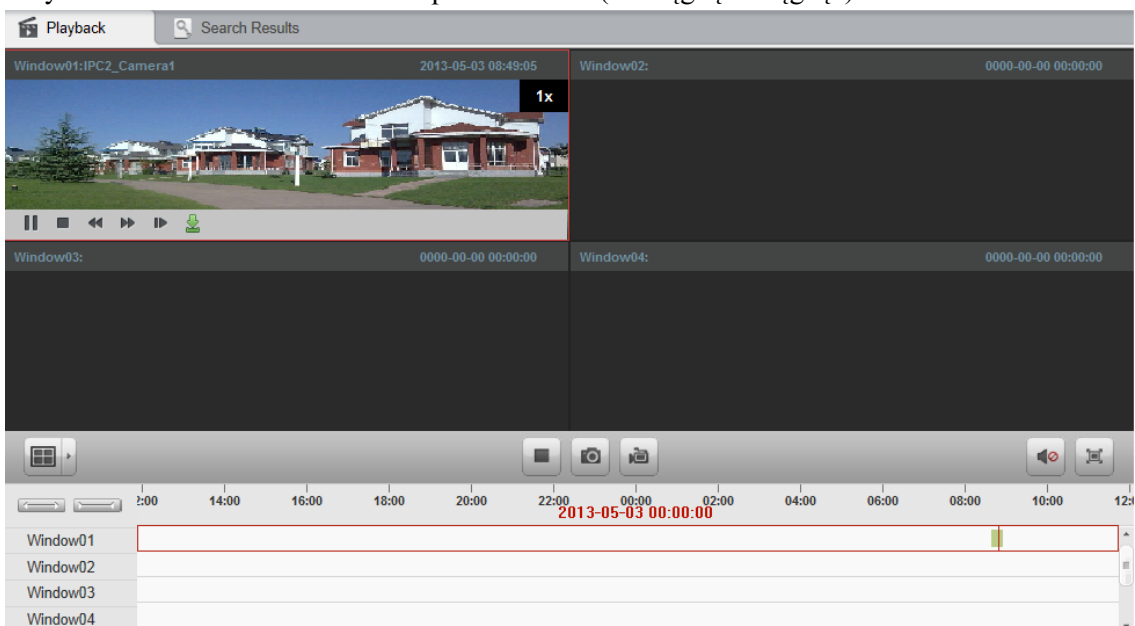 Playback Search Results
Window01:IPC2_Camera1 2013-05-03 08:49:05 Window02: 0000-00-00 00:00:00
1x
Window03: 0000-00-00 00:00:00 Window04: 0000-00-00 00:00:00
2:00 14:00 16:00 18:00 20:00 22:00 00:00 02:00 04:00 06:00 08:00 10:00 12:
2013-05-03 00:00:00
Window01
Window02
Window03
Window04